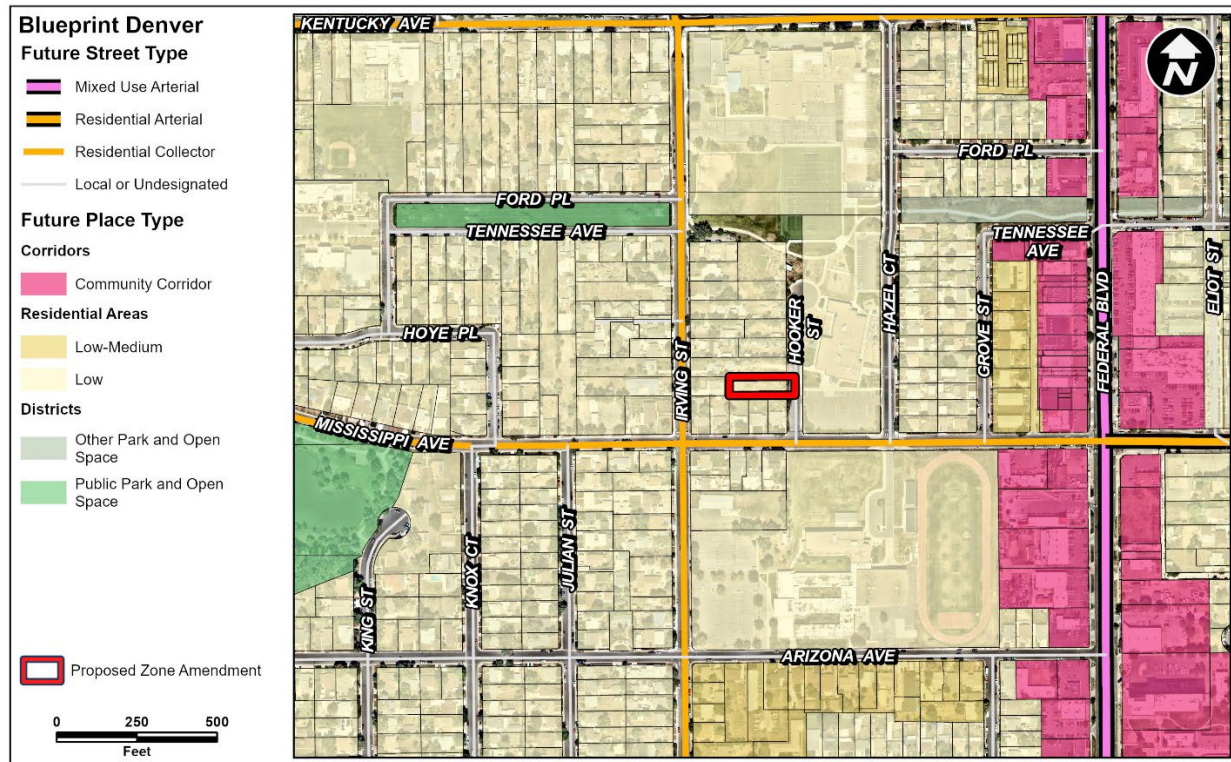 Blueprint Denver
Future Street Type
Mixed Use Arterial
Residential Arterial
Residential Collector
Local or Undesignated
Future Place Type
Corridors
Community Corridor
Residential Areas
Low-Medium
Low
Districts
Other Park and Open
Space
Public Park and Open
Space
Proposed Zone Amendment
0 250 500
Feet
KENTUCKY AVE
N
FORD PL
FORD PL
TENNESSEE AVE
TENNESSEE
AVE
HOYE PL
IRVING ST
HOOKER
ST
HAZEL CT
GROVE ST
FEDERAL BLVD
ELIOT ST
MISSISSIPPI AVE
KING ST
KNOX CT
JULIAN ST
ARIZONA AVE